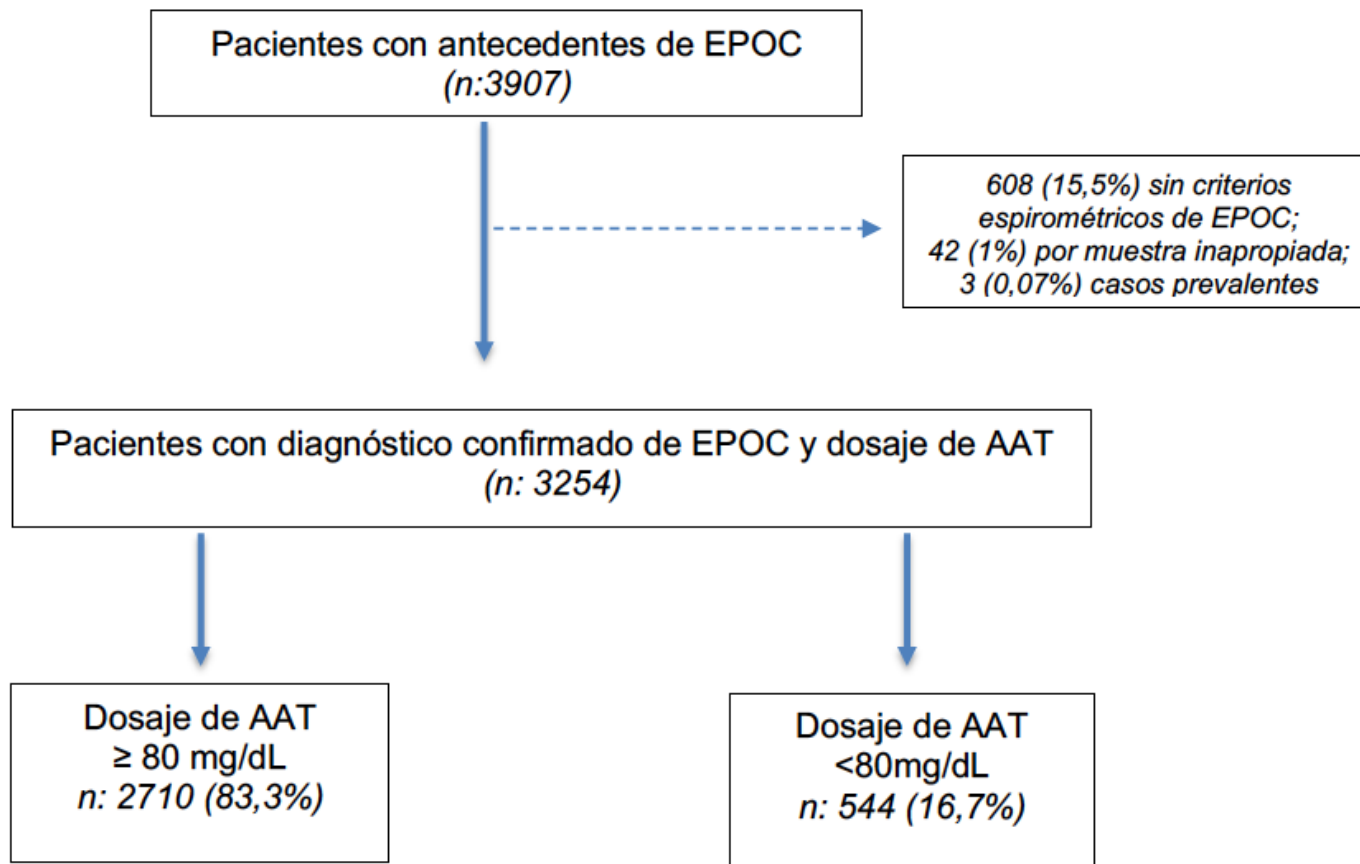 Pacientes con antecedentes de EPOC
(n:3907)
608 (15,5%) sin criterios
espirométricos de EPOC;
42 (1%) por muestra inapropiada;
3 (0,07%) casos prevalentes
Pacientes con diagnóstico confirmado de EPOC y dosaje de AAT
(n: 3254)
Dosaje de AAT
≥ 80 mg/dL
n: 2710 (83,3%)
Dosaje de AAT
<80mg/dL
n: 544 (16,7%)